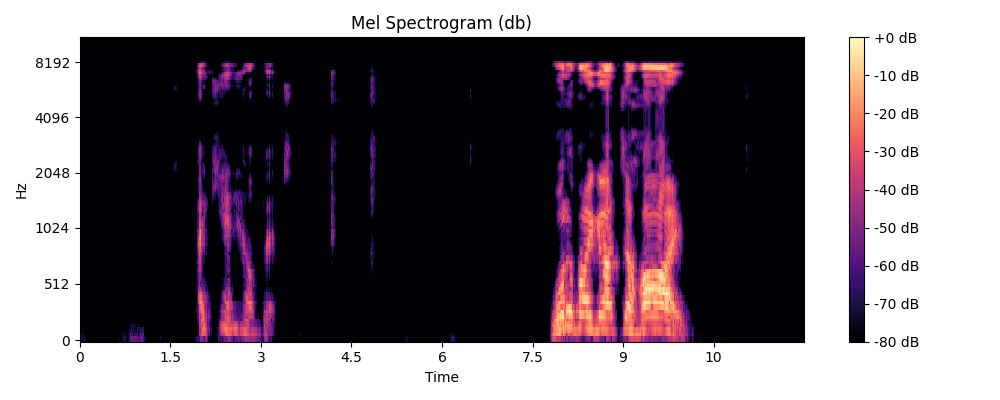 Mel Spectrogram (db)
8192
4096
2048
1024
512
0
Hz
0 1.5 3 4.5 6 7.5 9 10
Time
+0 dB
-10 dB
-20 dB
-30 dB
-40 dB
-50 dB
-60 dB
-70 dB
-80 dB